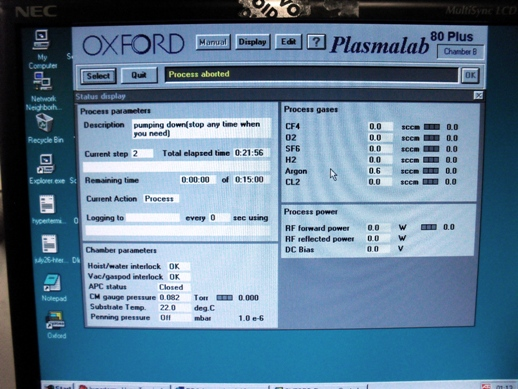 NEC
MultiSync LCD
OXFORD
Manual
Display
Edit
?
Plasmalab 80 Plus
Chamber B
Select
Quit
Process aborted
OK
Status display
Process parameters
Description pumping down(stop any time when
you need)
Current step 2 Total elapsed time 0:21:56
Remaining time 0:00:00 of 0:15:00
Current Action Process
Logging to every 0 sec using
Chamber parameters
Hoist/water interlock OK
Vac/gaspod interlok OK
APC status Closed
CM gauge pressure 0.082 Torr 0.000
Substrate Temp. 22.0 deg.C
Penning pressure Off mbar 1.0 e-6
Process gases
CF4 0.0 sccm 0.0
O2 0.0 sccm 0.0
SF6 0.0 sccm 0.0
H2 0.0 sccm 0.0
Argon 0.6 sccm 0.0
CL2 0.0 sccm 0.0
Process power
RF forward power 0.0 W 0.0
RF reflected power 0.0 W
DC Bias 0.0 V
My
Computer
Network
Neighborh...
Recycle Bin
Explorer.exe
Notepad
Oxford
Start